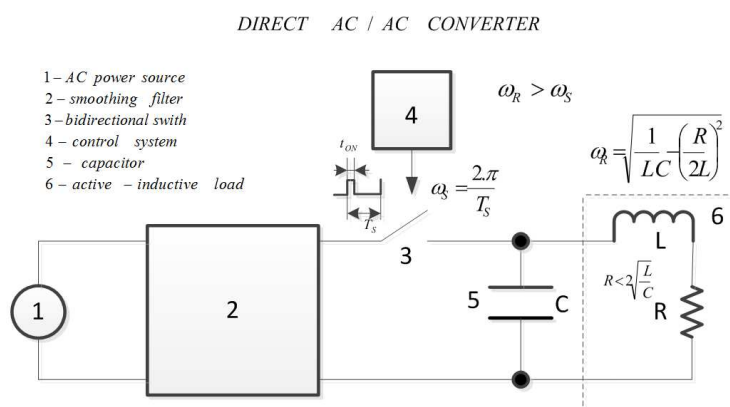 DIRECT AC / AC CONVERTER
1 – AC power source
2 – smoothing filter
3 – bidirectional swith
4 – control system
5 – capacitor
6 – active – inductive load
4
ω_R > ω_S
t_ON
T_S
ω_S = 2.π / T_S
ω_R = √(1/LC − (R/2L)²)
6
L
3
1
2
5
C
R<2√(L/C)
R